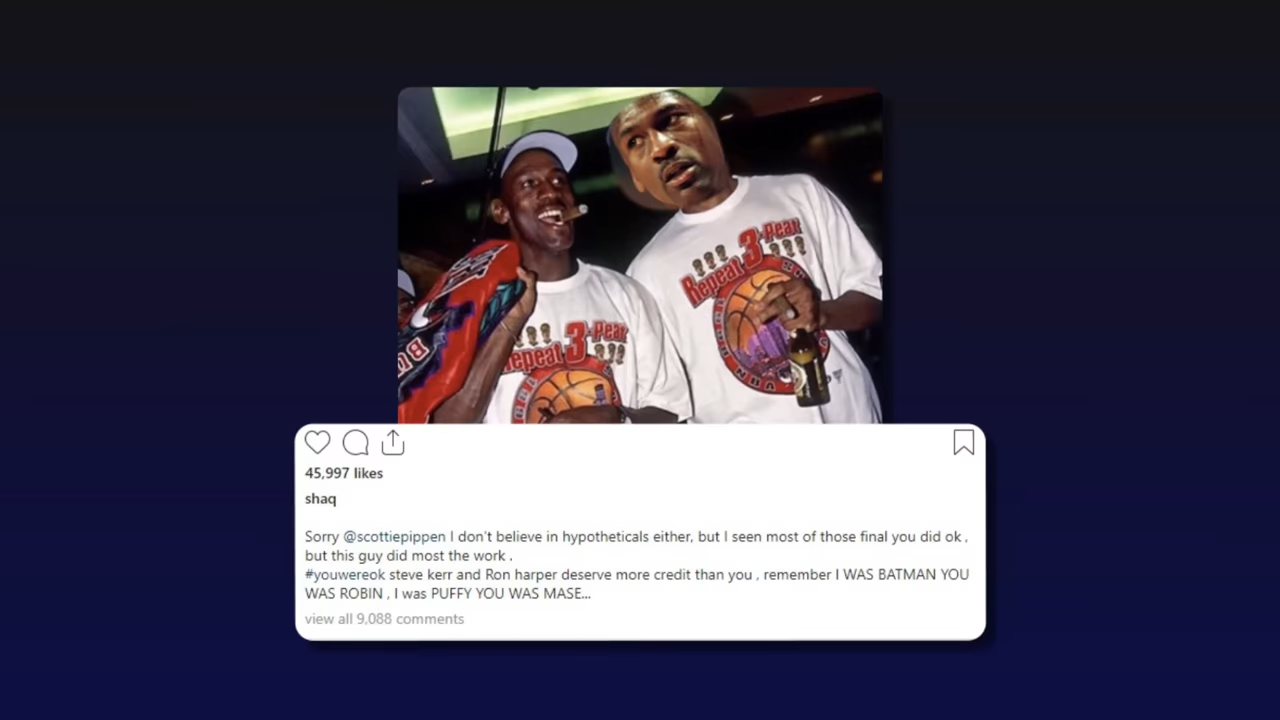 Repeat 3-Peat
Repeat 3-Peat
NBA
45,997 likes
shaq
Sorry @scottiepippen I don't believe in hypotheticals either, but I seen most of those final you did ok ,
but this guy did most the work .
#youwereok steve kerr and Ron harper deserve more credit than you , remember I WAS BATMAN YOU
WAS ROBIN , I was PUFFY YOU WAS MASE...
view all 9,088 comments